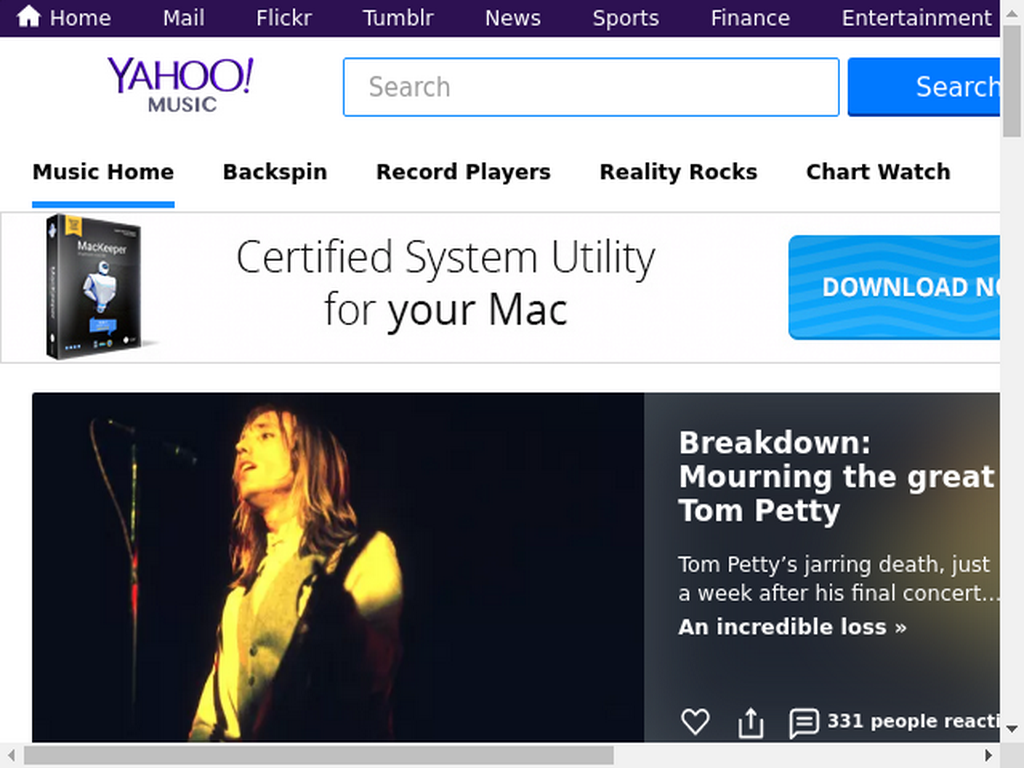 Home Mail Flickr Tumblr News Sports Finance Entertainment
YAHOO!
MUSIC
Search
Search
Music Home Backspin Record Players Reality Rocks Chart Watch
MacKeeper
Certified System Utility
for your Mac
DOWNLOAD
Breakdown:
Mourning the great
Tom Petty
Tom Petty’s jarring death, just
a week after his final concert...
An incredible loss »
331 people reacti